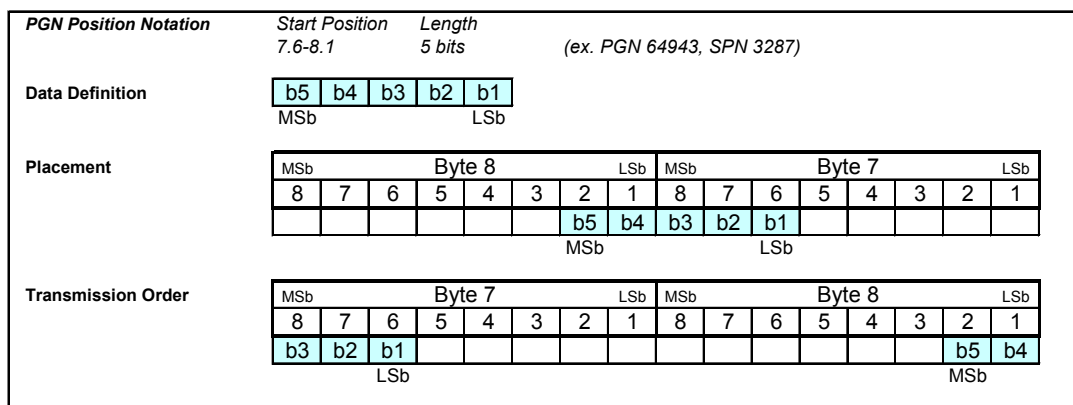 PGN Position Notation Start Position Length
7.6-8.1 5 bits (ex. PGN 64943, SPN 3287)
Data Definition b5 b4 b3 b2 b1
MSb LSb
Placement MSb Byte 8 LSb MSb Byte 7 LSb
8 7 6 5 4 3 2 1 8 7 6 5 4 3 2 1
b5 b4 b3 b2 b1
MSb LSb
Transmission Order MSb Byte 7 LSb MSb Byte 8 LSb
8 7 6 5 4 3 2 1 8 7 6 5 4 3 2 1
b3 b2 b1 b5 b4
LSb MSb